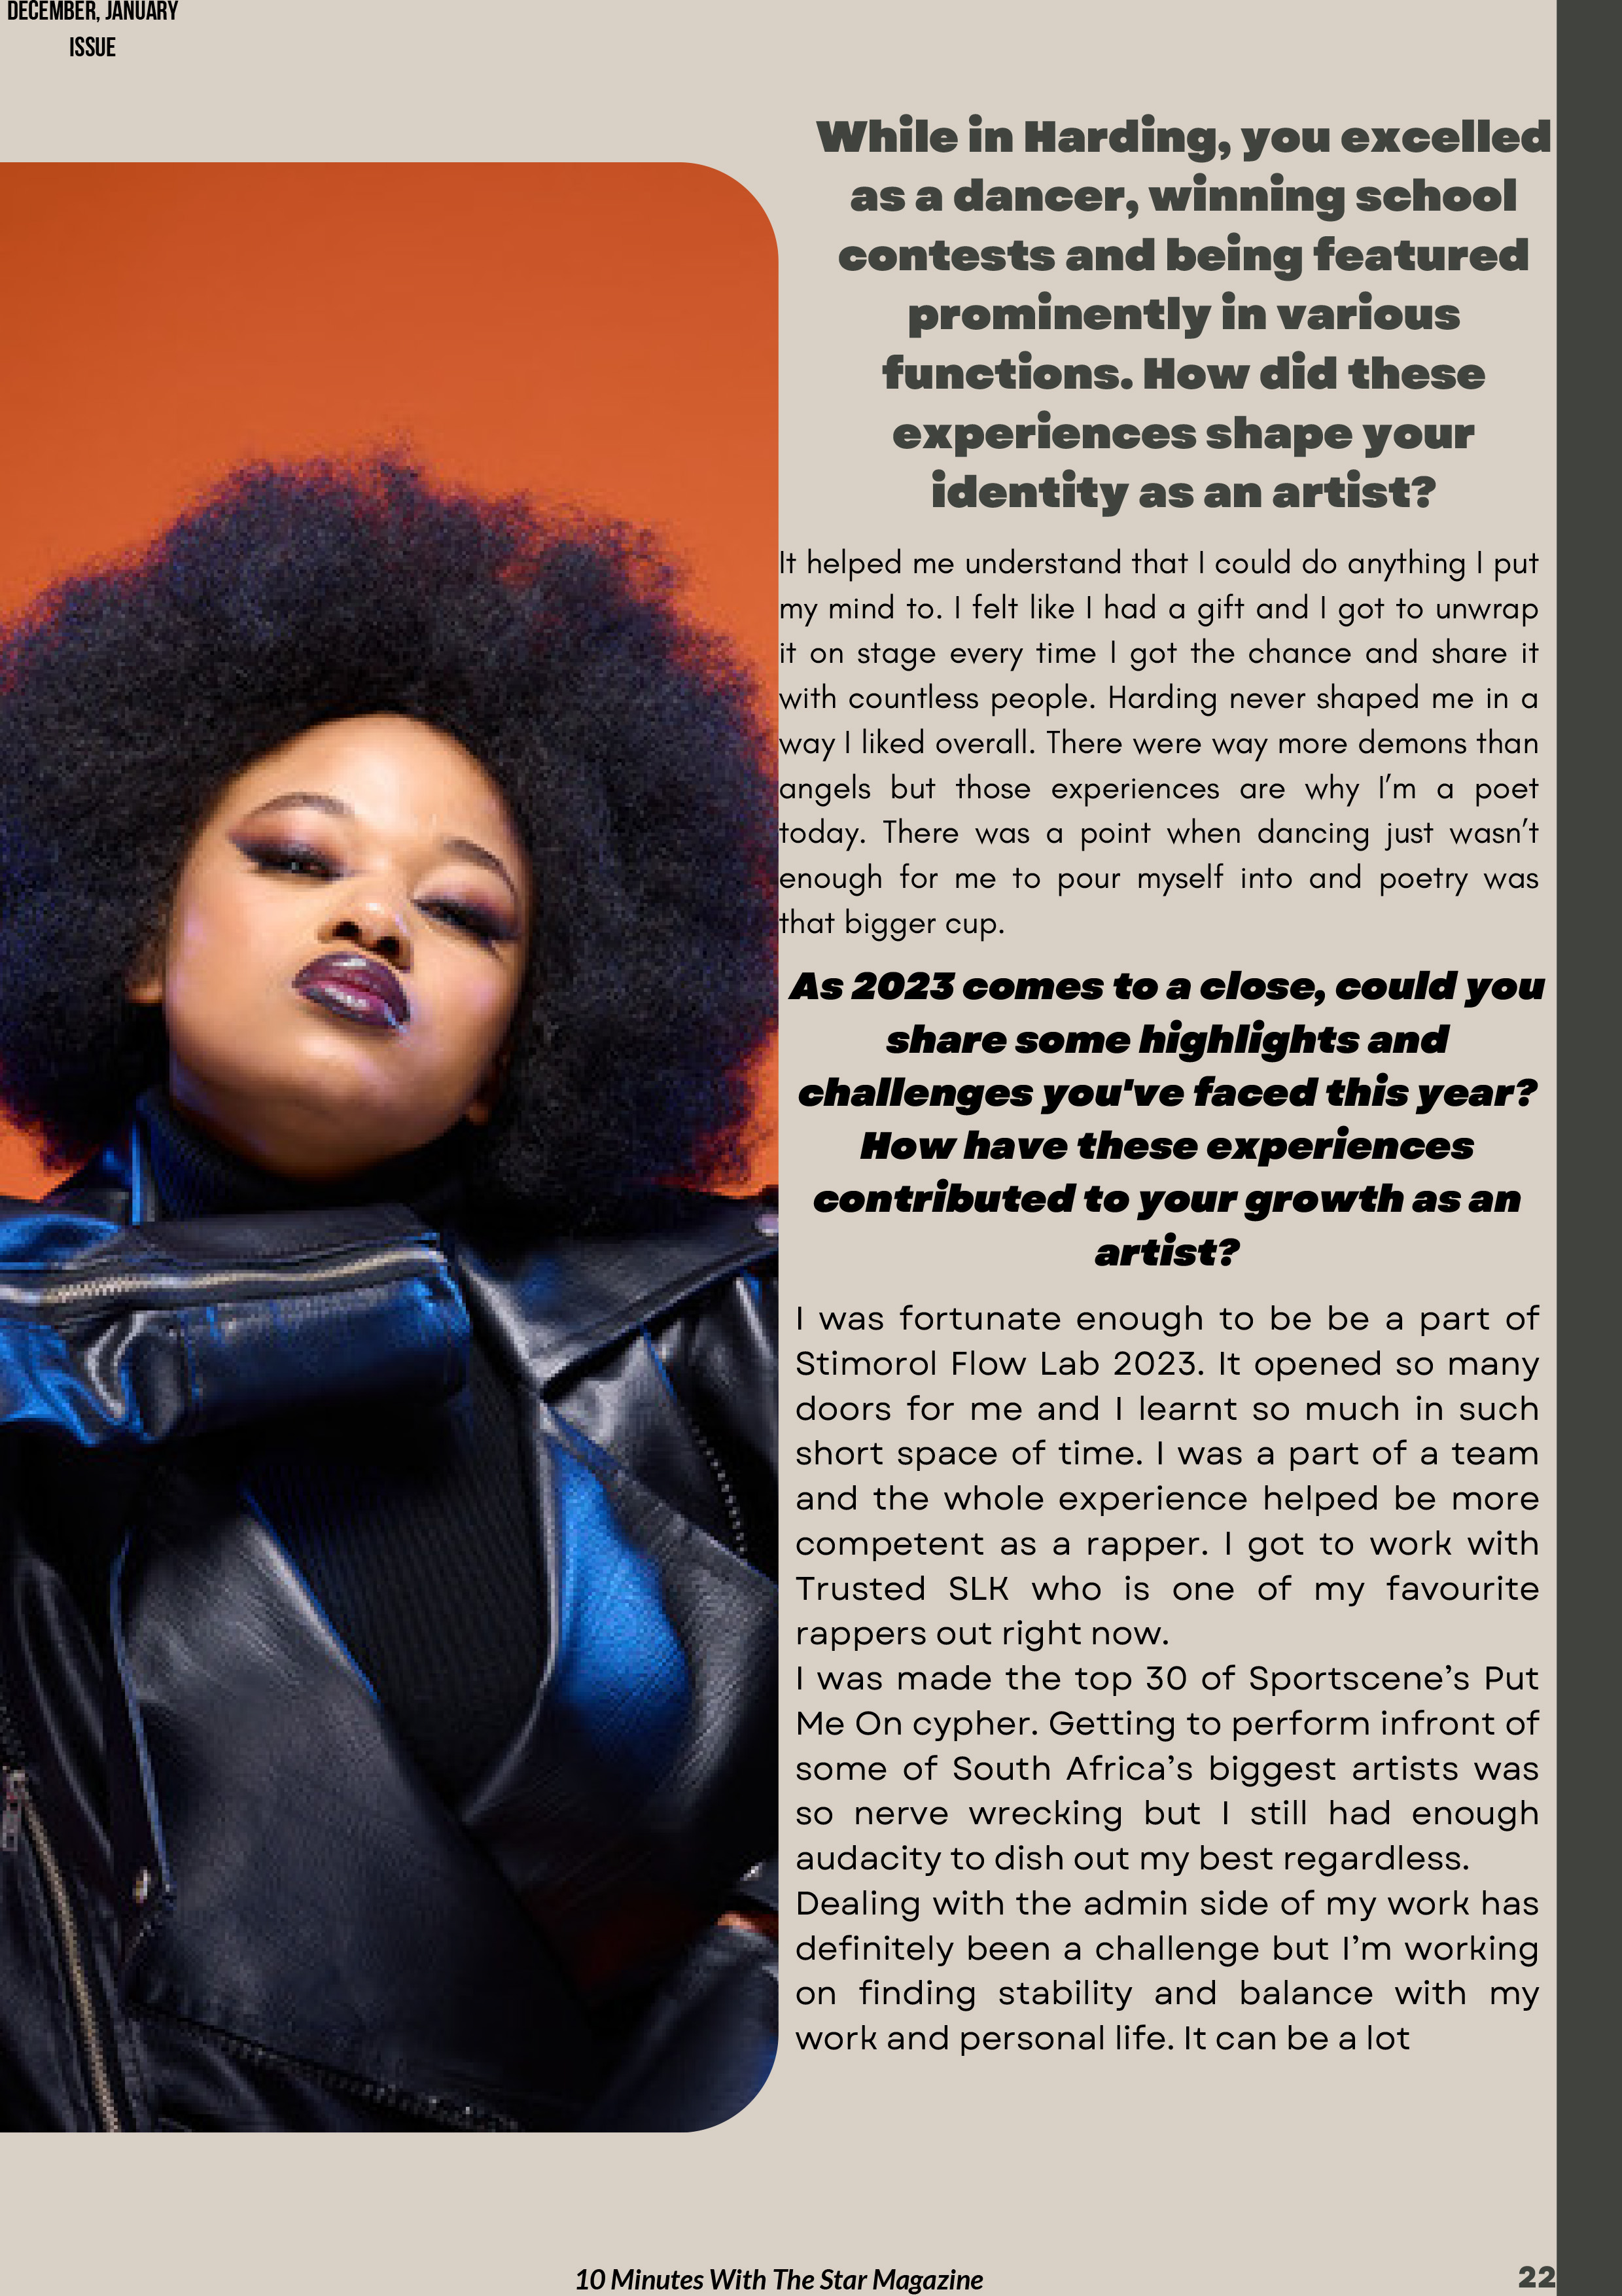 DECEMBER, JANUARY
ISSUE
While in Harding, you excelled
as a dancer, winning school
contests and being featured
prominently in various
functions. How did these
experiences shape your
identity as an artist?
It helped me understand that I could do anything I put
my mind to. I felt like I had a gift and I got to unwrap
it on stage every time I got the chance and share it
with countless people. Harding never shaped me in a
way I liked overall. There were way more demons than
angels but those experiences are why I’m a poet
today. There was a point when dancing just wasn’t
enough for me to pour myself into and poetry was
that bigger cup.
As 2023 comes to a close, could you
share some highlights and
challenges you've faced this year?
How have these experiences
contributed to your growth as an
artist?
I was fortunate enough to be be a part of
Stimorol Flow Lab 2023. It opened so many
doors for me and I learnt so much in such
short space of time. I was a part of a team
and the whole experience helped be more
competent as a rapper. I got to work with
Trusted SLK who is one of my favourite
rappers out right now.
I was made the top 30 of Sportscene’s Put
Me On cypher. Getting to perform infront of
some of South Africa’s biggest artists was
so nerve wrecking but I still had enough
audacity to dish out my best regardless.
Dealing with the admin side of my work has
definitely been a challenge but I’m working
on finding stability and balance with my
work and personal life. It can be a lot
10 Minutes With The Star Magazine
22